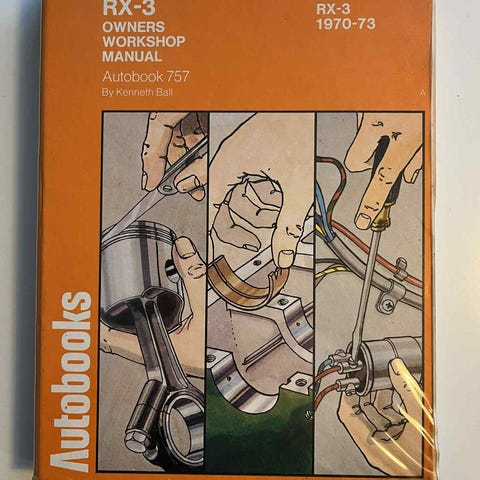 RX-3
OWNERS
WORKSHOP
MANUAL
Autobook 757
By Kenneth Ball
RX-3
1970-73
A
Autobooks